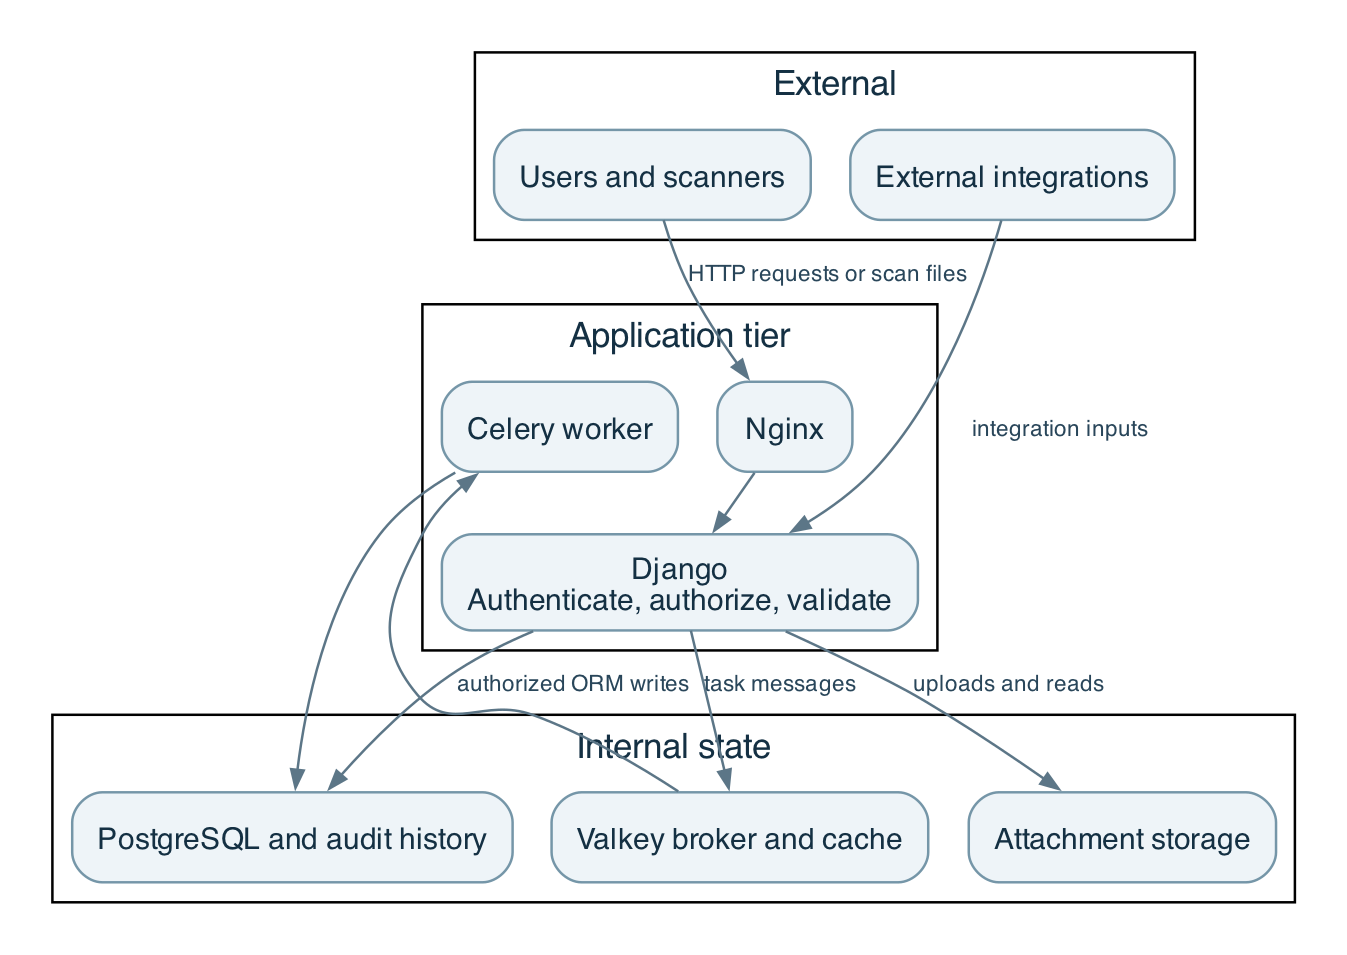 External
Users and scanners
External integrations
HTTP requests or scan files
Application tier
Celery worker
Nginx
integration inputs
Django
Authenticate, authorize, validate
authorized ORM writes
task messages
uploads and reads
Internal state
PostgreSQL and audit history
Valkey broker and cache
Attachment storage